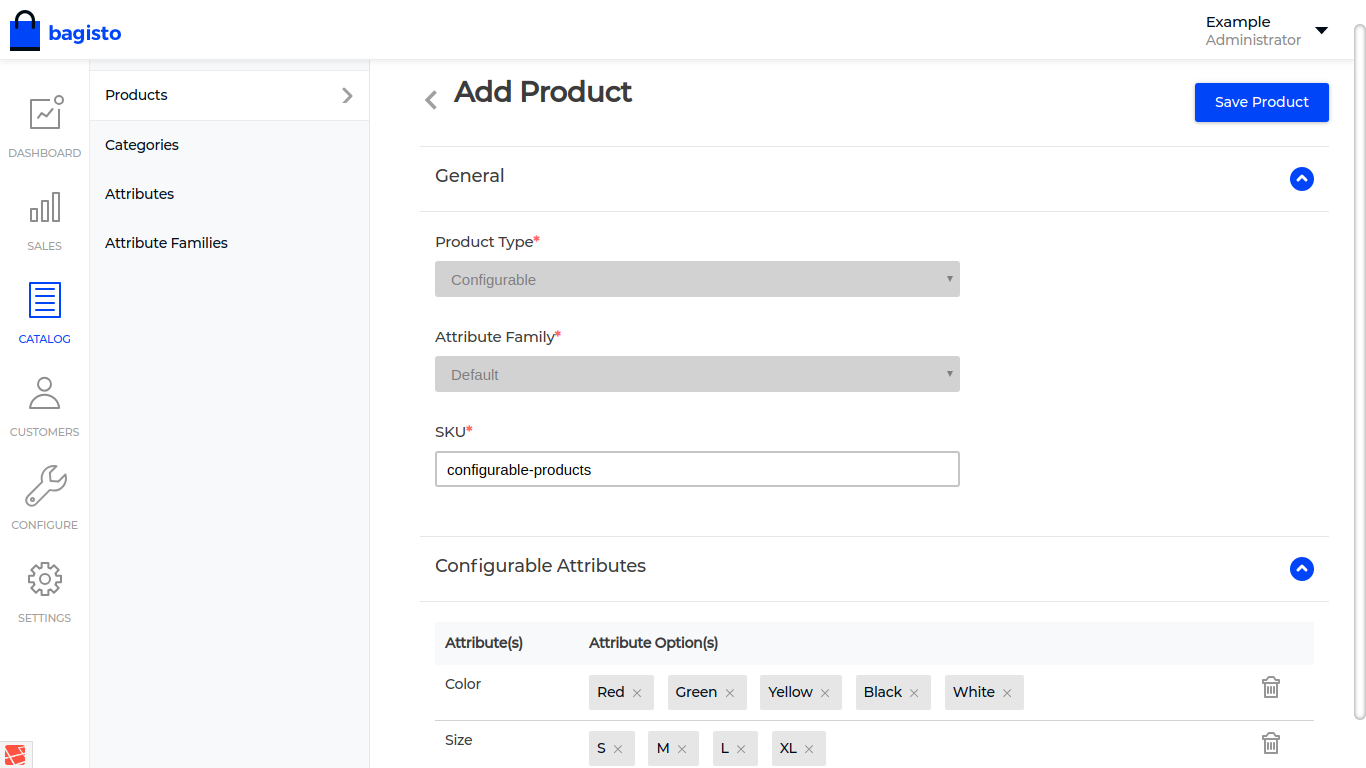 bagisto
Example
Administrator
DASHBOARD
SALES
CATALOG
CUSTOMERS
CONFIGURE
SETTINGS
Products
Categories
Attributes
Attribute Families
Add Product
Save Product
General
Product Type*
Configurable
Attribute Family*
Default
SKU*
configurable-products
Configurable Attributes
Attribute(s) Attribute Option(s)
Color Red Green Yellow Black White
Size S M L XL